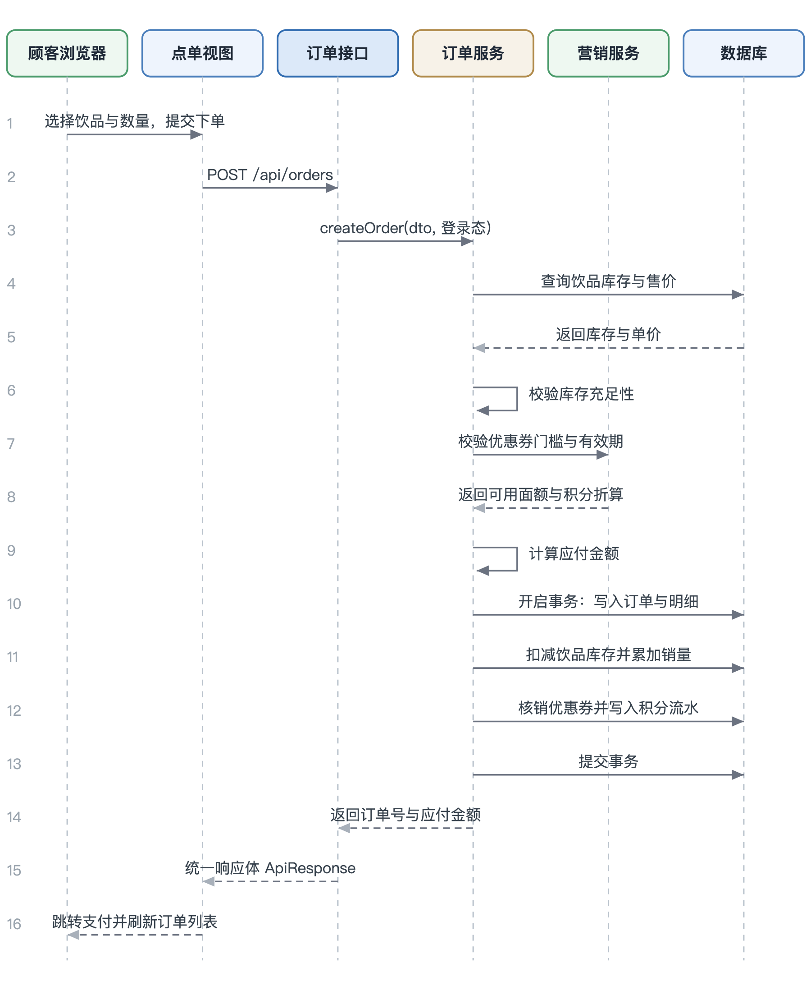 顾客浏览器
点单视图
订单接口
订单服务
营销服务
数据库
1
选择饮品与数量，提交下单
2
POST /api/orders
3
createOrder(dto, 登录态)
4
查询饮品库存与售价
5
返回库存与单价
6
校验库存充足性
7
校验优惠券门槛与有效期
8
返回可用面额与积分折算
9
计算应付金额
10
开启事务：写入订单与明细
11
扣减饮品库存并累加销量
12
核销优惠券并写入积分流水
13
提交事务
14
返回订单号与应付金额
15
统一响应体 ApiResponse
16
跳转支付并刷新订单列表